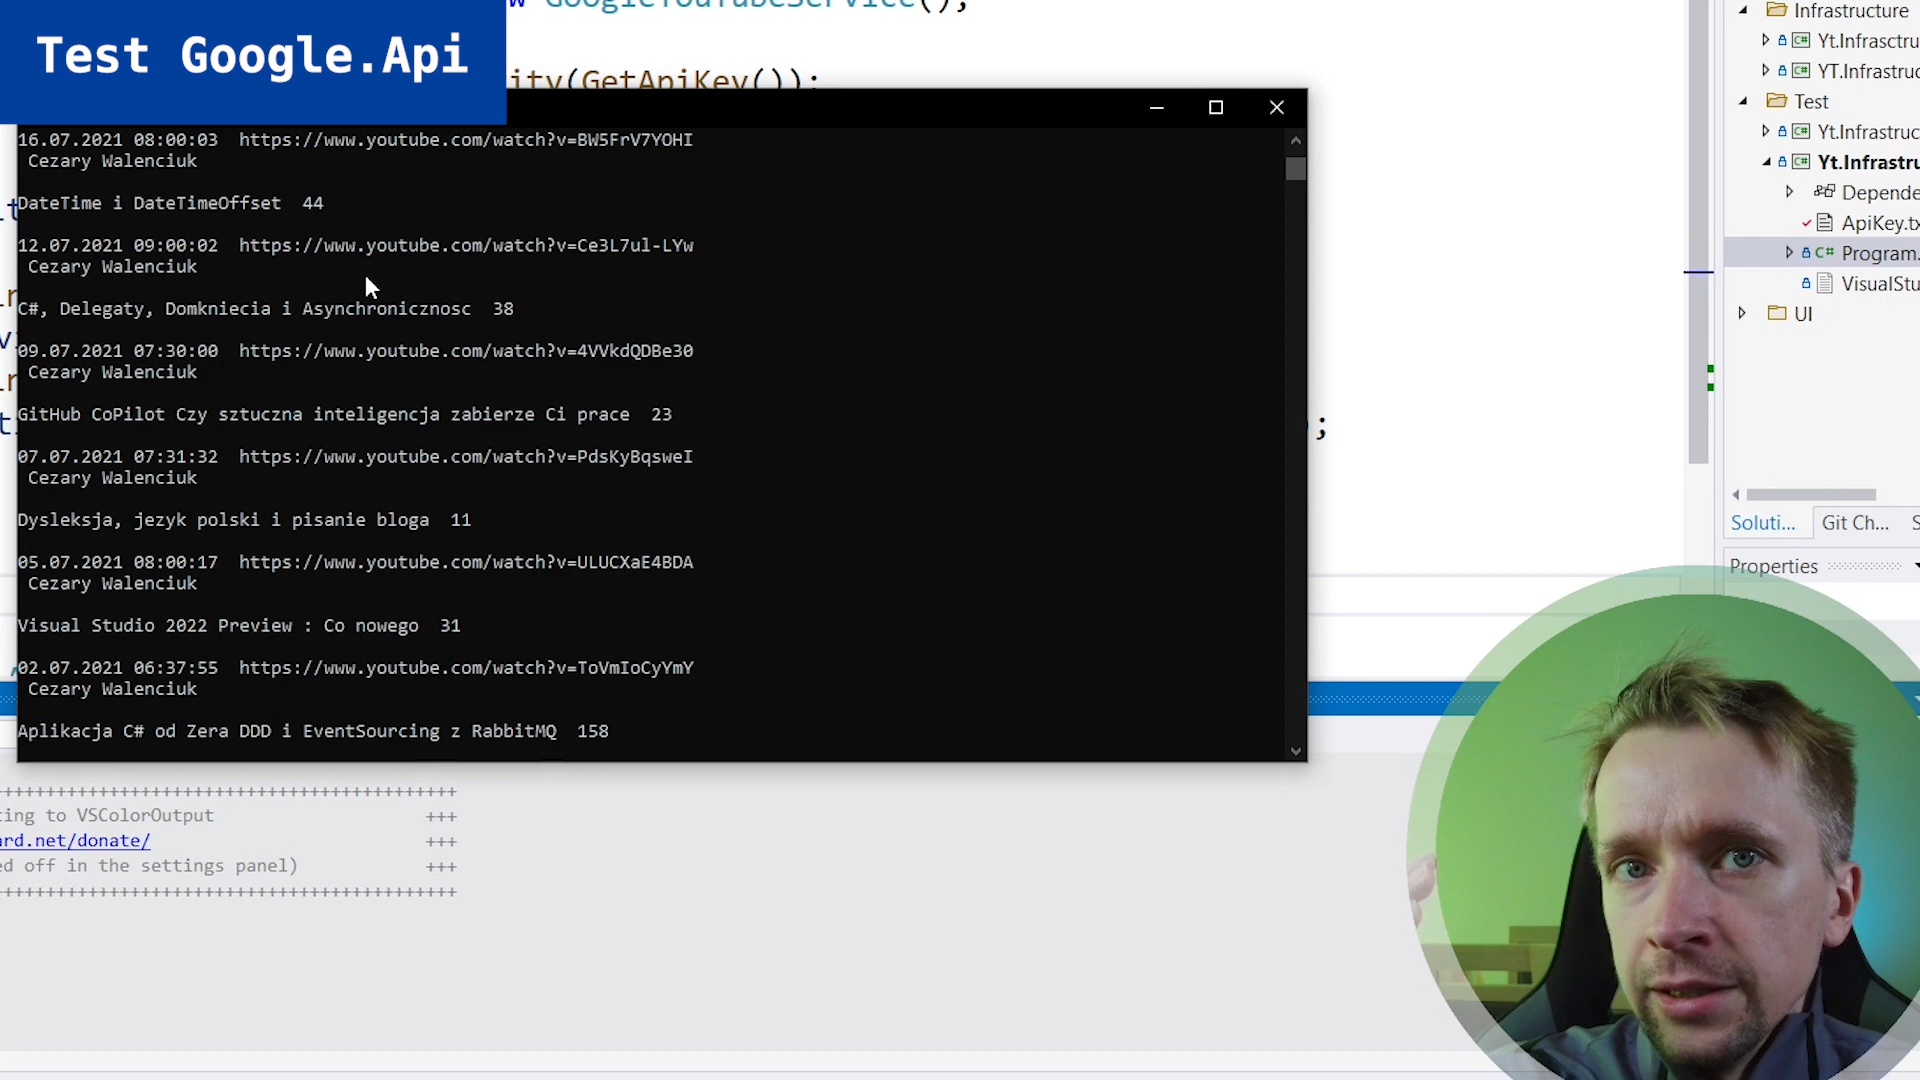 GoogleYouTubeService();
Test Google.Api
ity(GetApiKey());
16.07.2021 08:00:03 https://www.youtube.com/watch?v=BW5FrV7YOHI
Cezary Walenciuk
DateTime i DateTimeOffset 44
12.07.2021 09:00:02 https://www.youtube.com/watch?v=Ce3L7ul-LYw
Cezary Walenciuk
C#, Delegaty, Domkniecia i Asynchronicznosc 38
09.07.2021 07:30:00 https://www.youtube.com/watch?v=4VVkdQDBe30
Cezary Walenciuk
GitHub CoPilot Czy sztuczna inteligencja zabierze Ci prace 23
07.07.2021 07:31:32 https://www.youtube.com/watch?v=PdsKyBqsweI
Cezary Walenciuk
Dysleksja, jezyk polski i pisanie bloga 11
05.07.2021 08:00:17 https://www.youtube.com/watch?v=ULUCXaE4BDA
Cezary Walenciuk
Visual Studio 2022 Preview : Co nowego 31
02.07.2021 06:37:55 https://www.youtube.com/watch?v=ToVmIoCyYmY
Cezary Walenciuk
Aplikacja C# od Zera DDD i EventSourcing z RabbitMQ 158
;
++++++++++++++++++++++++++++++++++++++++++
ing to VSColorOutput +++
ard.net/donate/ +++
ed off in the settings panel) +++
++++++++++++++++++++++++++++++++++++++++++
Infrastructure
C# Yt.Infrasctru
C# YT.Infrastruc
Test
C# Yt.Infrastruc
C# Yt.Infrastru
Depende
ApiKey.tx
C# Program.
VisualStu
UI
Soluti... Git Ch... S
Properties